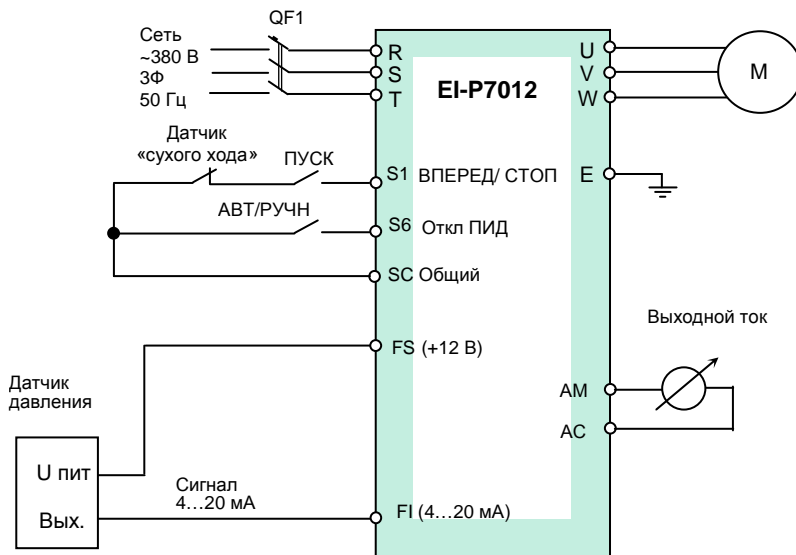 QF1
Сеть
~380 В
3Ф
50 Гц
R
S
T
EI-P7012
U
V
W
M
Датчик
«сухого хода»
ПУСК
S1 ВПЕРЕД/ СТОП
E
АВТ/РУЧН
S6 Откл ПИД
SC Общий
Выходной ток
FS (+12 В)
Датчик
давления
AM
AC
U пит
Сигнал
4...20 мА
Вых.
FI (4...20 мА)